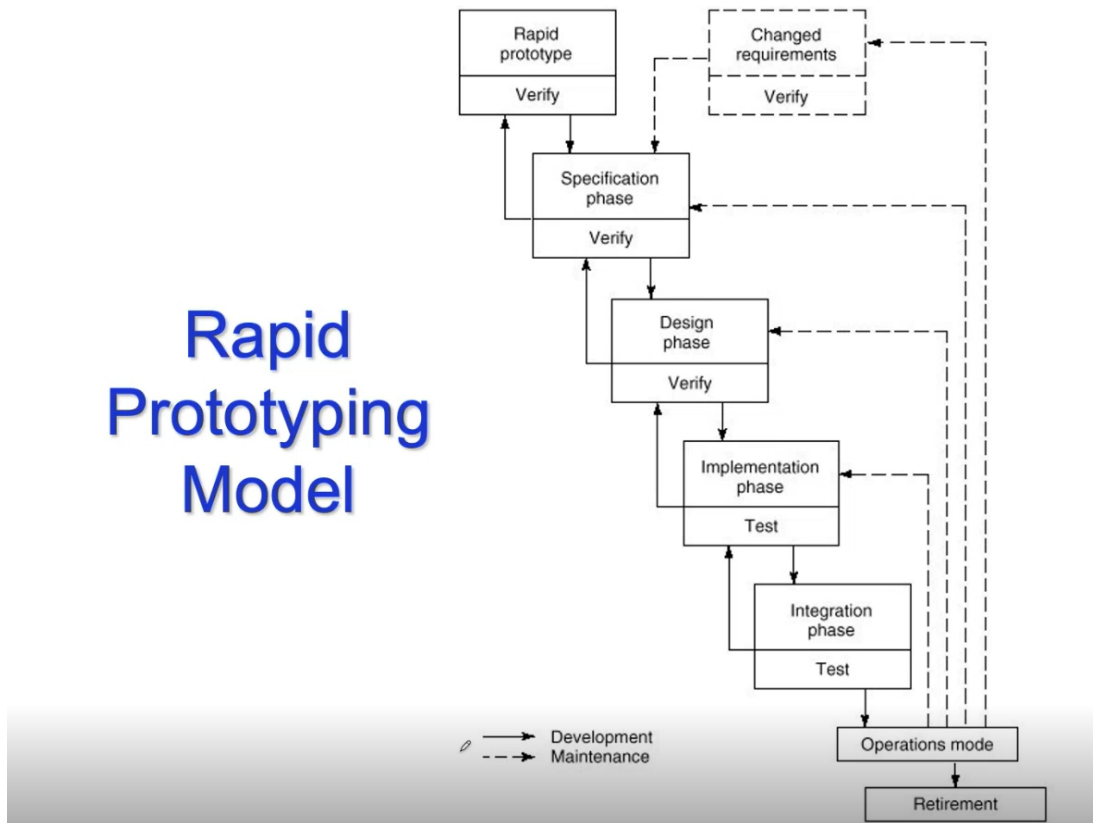 Rapid
Prototyping
Model
Rapid
prototype
Verify
Changed
requirements
Verify
Specification
phase
Verify
Design
phase
Verify
Implementation
phase
Test
Integration
phase
Test
Development
Maintenance
Operations mode
Retirement